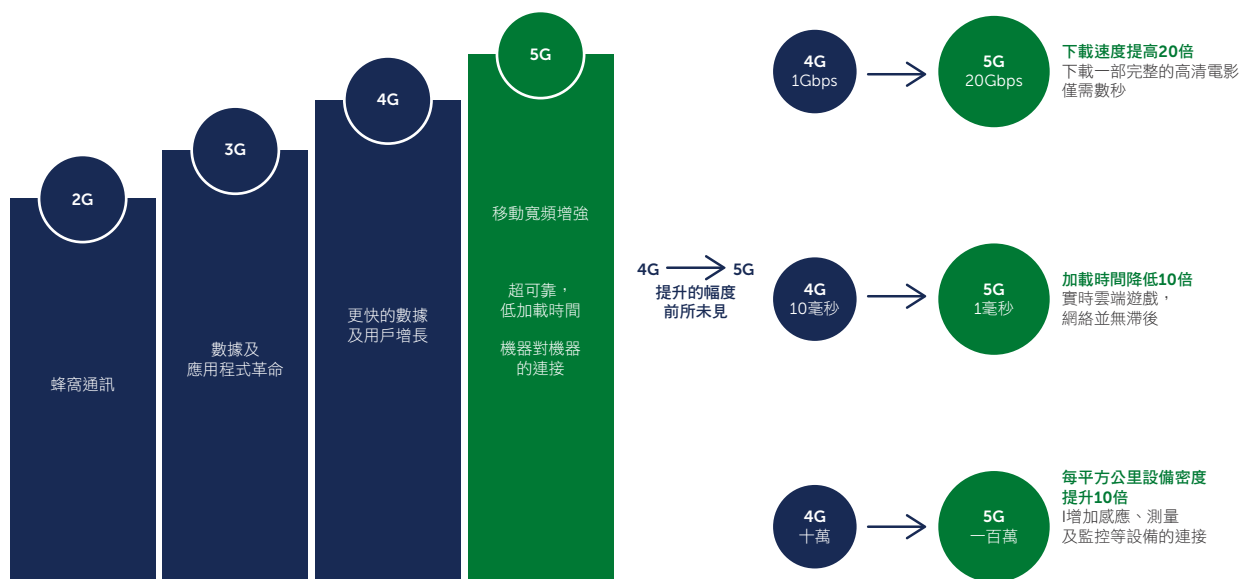 2G
蜂窩通訊
3G
數據及
應用程式革命
4G
更快的數據
及用戶增長
5G
移動寬頻增強
超可靠，
低加載時間
機器對機器
的連接
4G
5G
提升的幅度
前所未見
4G
1Gbps
5G
20Gbps
下載速度提高20倍
下載一部完整的高清電影
僅需數秒
4G
10毫秒
5G
1毫秒
加載時間降低10倍
實時雲端遊戲，
網絡並無滯後
4G
十萬
5G
一百萬
每平方公里設備密度
提升10倍
I增加感應、測量
及監控等設備的連接